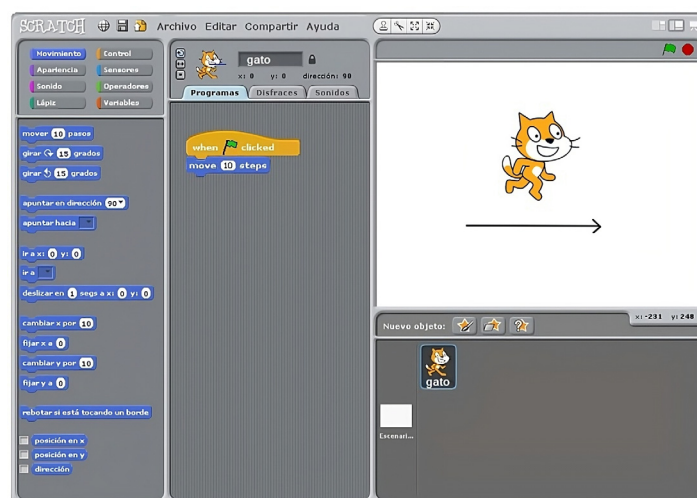 SCRATCH Archivo Editar Compartir Ayuda
Movimiento Control
Apariencia Sensores
Sonido Operadores
Lápiz Variables
mover 10 pasos
girar 15 grados
girar 15 grados
apuntar en dirección 90
apuntar hacia
ir a x: 0 y: 0
ir a
deslizar en 1 segs a x: 0 y: 0
cambiar x por 10
fijar x a 0
cambiar y por 10
fijar y a 0
rebotar si está tocando un borde
posición en x
posición en y
dirección
gato
x: 0 y: 0 dirección: 90
Programas Disfraces Sonidos
when clicked
move 10 steps
x: -231 y: 248
Nuevo objeto:
gato
Escenari...